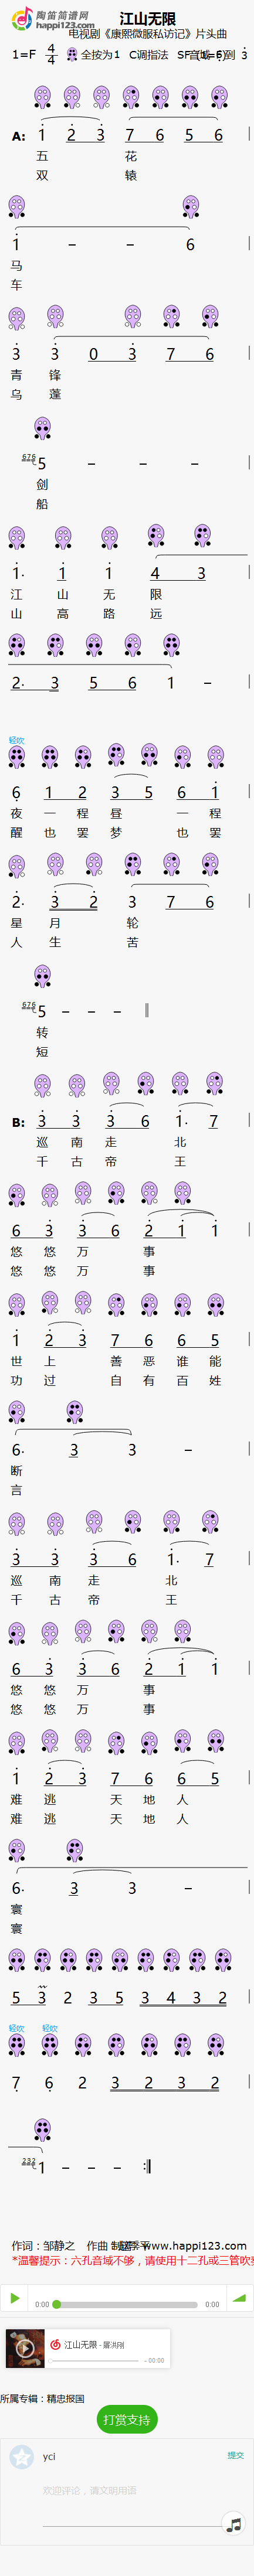 陶笛简谱网
happi123.com
江山无限
电视剧《康熙微服私访记》片头曲
1=F 4/4 全按为1 C调指法 SF(1=F)
A: 1 2 3 7 6 5 6
五 花
双 辕
1 – – 6
马
车
3 3 0 3 7 6
青 锋
乌 蓬
676 5 – – –
剑
船
1· 1 1 4 3
江 山 无 限
山 高 路 远
2· 3 5 6 1 –
轻吹
6 1 2 3 5 6 1
夜 一 程 昼 一 程
醒 也 罢 梦 也 罢
2· 3 2 3 7 6
星 月 轮
人 生 苦
676 5 – – –
转
短
B: 3 3 3 6 1· 7
巡 南 走 北
千 古 帝 王
6 3 3 6 2 1 1
悠 悠 万 事
悠 悠 万 事
1 2 3 7 6 6 5
世 上 善 恶 谁 能
功 过 自 有 百 姓
6· 3 3 –
断
言
3 3 3 6 1· 7
巡 南 走 北
千 古 帝 王
6 3 3 6 2 1 1
悠 悠 万 事
悠 悠 万 事
1 2 3 7 6 6 5
难 逃 天 地 人
难 逃 天 地 人
6· 3 3 –
寰
寰
5 3 2 3 5 3 4 3 2
轻吹 轻吹
7 6 2 3 2 3 2
232 1 – – – :‖
作词：邹静之 作曲：赵季平 www.happi123.com
*温馨提示：六孔音域不够，请使用十二孔或三管吹奏
0:00 0:00
江山无限 - 屠洪刚
- 00:00
所属专辑：精忠报国
打赏支持
yci 提交
欢迎评论，请文明用语